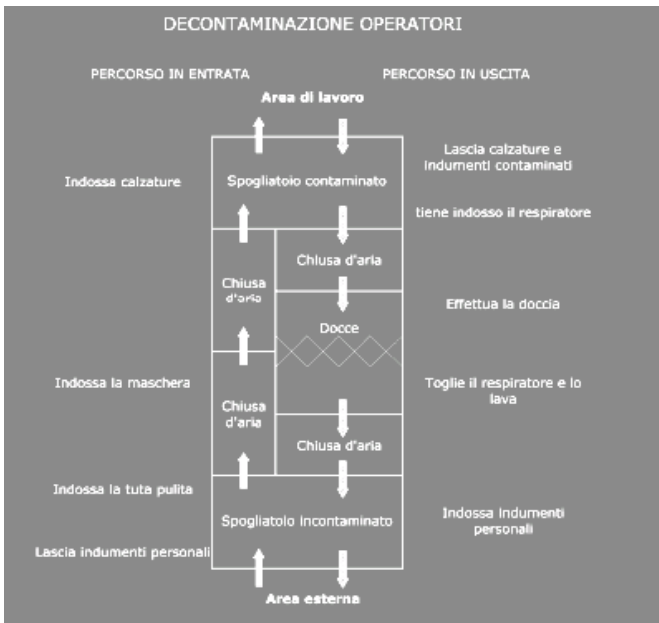 DECONTAMINAZIONE OPERATORI
PERCORSO IN ENTRATA
PERCORSO IN USCITA
Area di lavoro
Lascia calzature e
indumenti contaminati
Indossa calzature
Spogliatoio contaminato
tiene indosso il respiratore
Chiusa d'aria
Chiusa
d'aria
Effettua la doccia
Docce
Indossa la maschera
Toglie il respiratore e lo
lava
Chiusa
d'aria
Chiusa d'aria
Indossa la tuta pulita
Spogliatoio incontaminato
Indossa indumenti
personali
Lascia indumenti personali
Area esterna